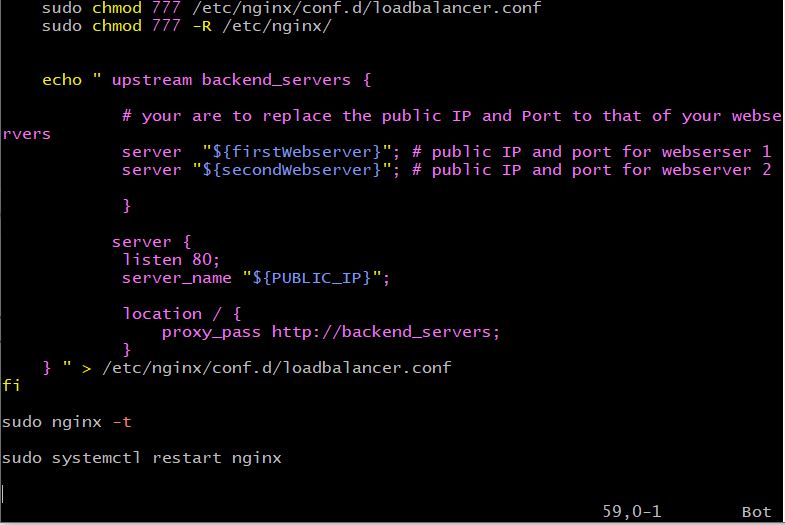 sudo chmod 777 /etc/nginx/conf.d/loadbalancer.conf
sudo chmod 777 -R /etc/nginx/
echo " upstream backend_servers {
# your are to replace the public IP and Port to that of your webse
rvers
server  "${firstWebserver}"; # public IP and port for webserser 1
server "${secondWebserver}"; # public IP and port for webserver 2
}
server {
listen 80;
server_name "${PUBLIC_IP}";
location / {
proxy_pass http://backend_servers;
}
} " > /etc/nginx/conf.d/loadbalancer.conf
fi
sudo nginx -t
sudo systemctl restart nginx
59,0-1 Bot